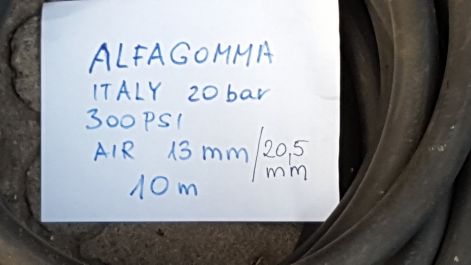 ALFAGOMMA
ITALY 20 bar
300 PSI
AIR 13 mm / 20,5 mm
10 m